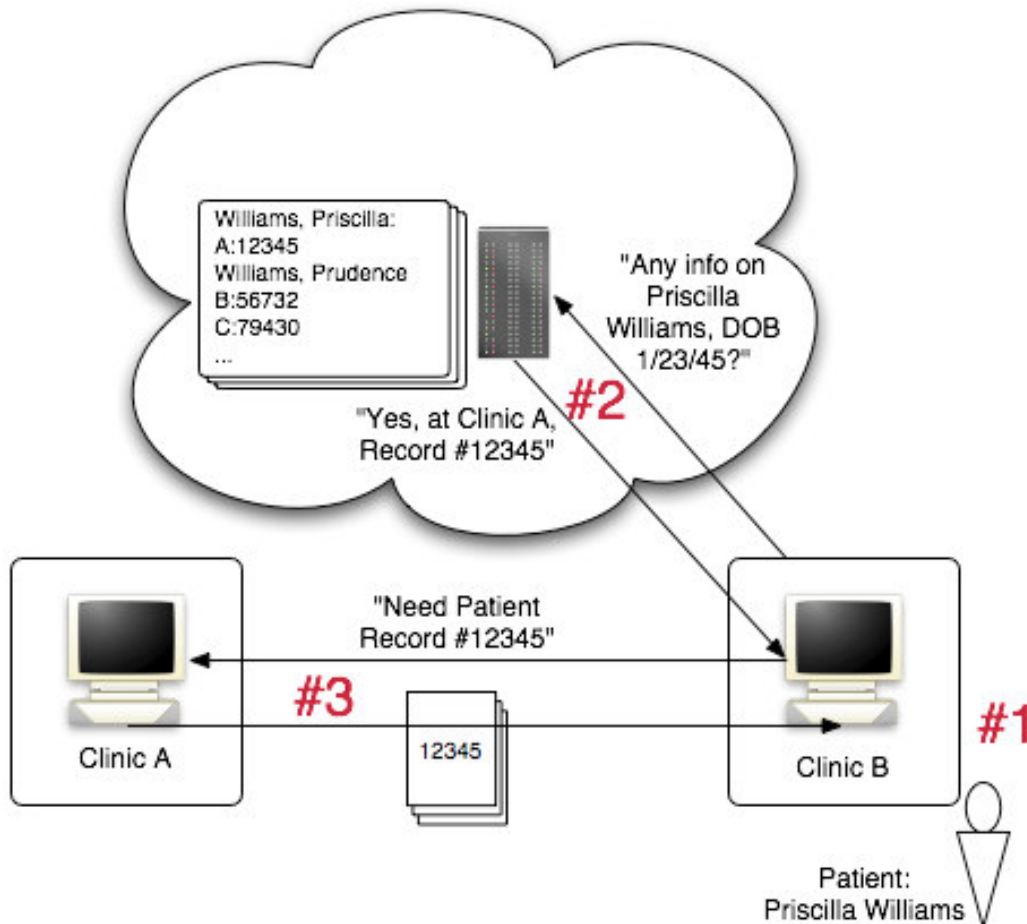 Williams, Priscilla:
A:12345
Williams, Prudence
B:56732
C:79430
...
"Any info on
Priscilla
Williams, DOB
1/23/45?"
#2
"Yes, at Clinic A,
Record #12345"
"Need Patient
Record #12345"
#3
12345
Clinic A
Clinic B
#1
Patient:
Priscilla Williams